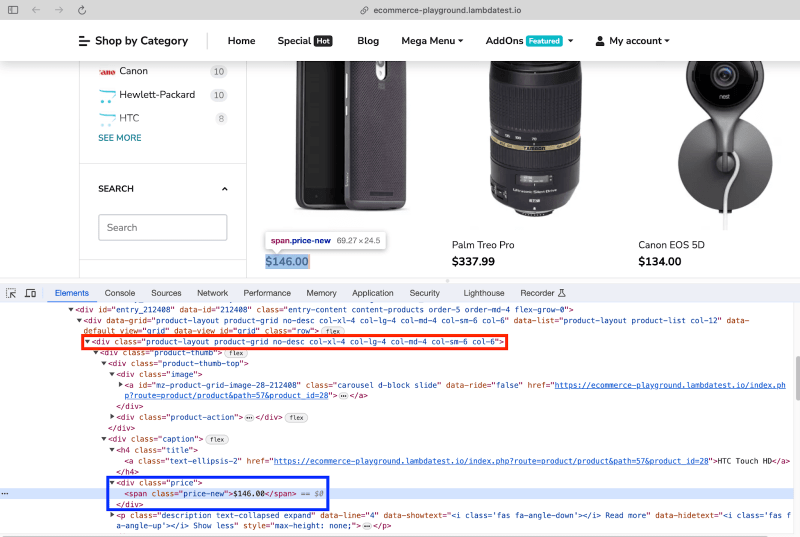 ecommerce-playground.lambdatest.io
Shop by Category Home Special Hot Blog Mega Menu AddOns Featured My account
Canon 10
Hewlett-Packard 10
HTC 8
SEE MORE
SEARCH
Search
nest
span.price-new 69.27 × 24.5
$146.00
Palm Treo Pro
$337.99
Canon EOS 5D
$134.00
Elements Console Sources Network Performance Memory Application Security Lighthouse Recorder
<div id="entry_212408" data-id="212408" class="entry-content content-products order-5 order-md-4 flex-grow-0">
<div data-grid="product-layout product-grid no-desc col-xl-4 col-lg-4 col-md-4 col-sm-6 col-6" data-list="product-layout product-list col-12" data-
default_view="grid" data-view_id="grid" class="row"> flex
<div class="product-layout product-grid no-desc col-xl-4 col-lg-4 col-md-4 col-sm-6 col-6">
<div class="product-thumb"> flex
<div class="product-thumb-top">
<div class="image">
<a id="mz-product-grid-image-28-212408" class="carousel d-block slide" data-ride="false" href="https://ecommerce-playground.lambdatest.io/index.ph
p?route=product/product&path=57&product_id=28">…</a>
</div>
<div class="product-action">…</div> flex
</div>
<div class="caption"> flex
<h4 class="title">
<a class="text-ellipsis-2" href="https://ecommerce-playground.lambdatest.io/index.php?route=product/product&path=57&product_id=28">HTC Touch HD</a>
</h4>
<div class="price">
… <span class="price-new">$146.00</span> == $0
</div>
<p class="description text-collapsed expand" data-line="4" data-showtext="<i class='fas fa-angle-down'></i> Read more" data-hidetext="<i class='fas f
a-angle-up'></i> Show less" style="max-height: none;">…</p>